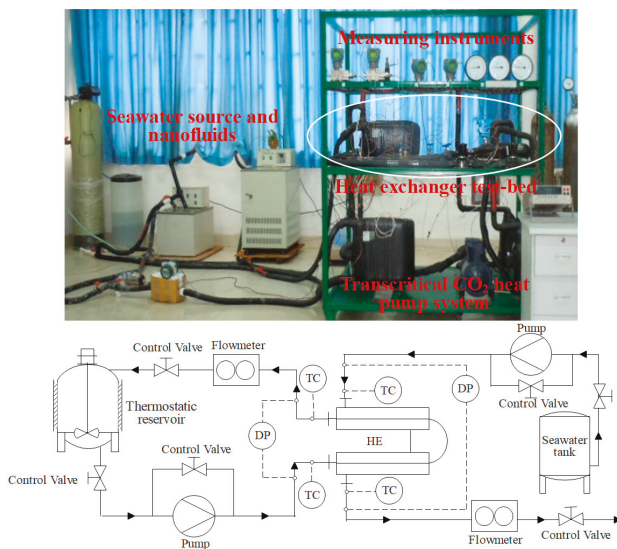 Measuring instruments
Seawater source and
nanofluids
Heat exchanger test-bed
Transcritical CO₂ heat
pump system
Pump
Control Valve
Flowmeter
TC
TC
DP
Control Valve
Thermostatic
reservoir
DP
HE
Seawater
tank
Control Valve
Control Valve
TC
TC
Pump
Flowmeter
Control Valve